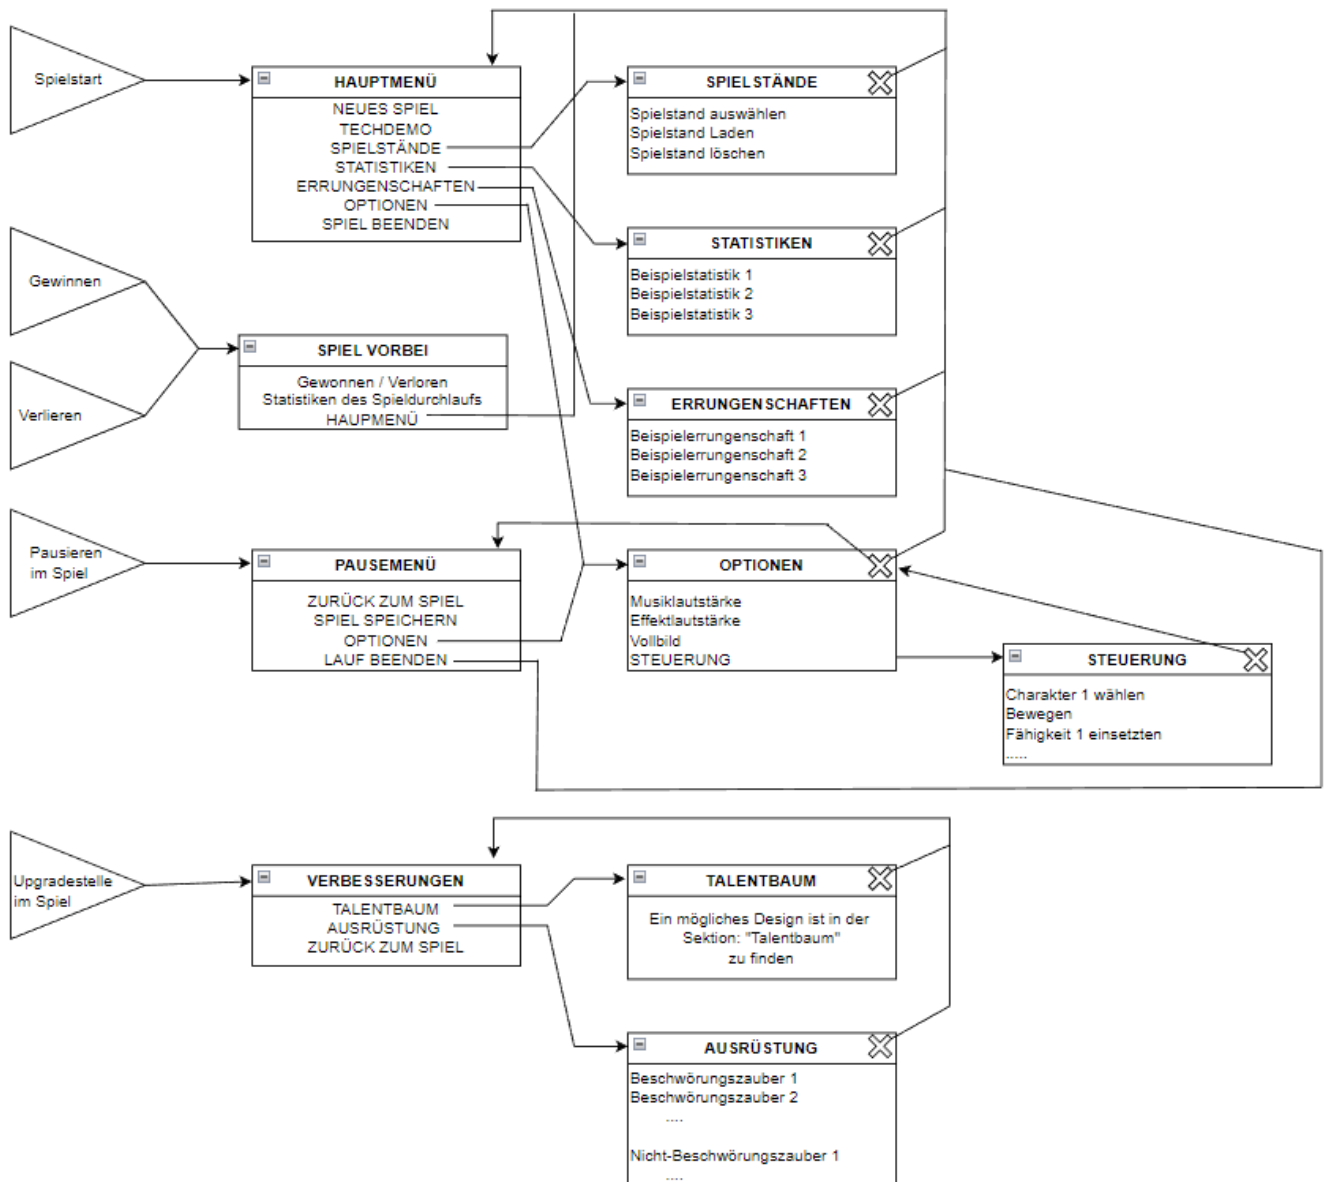 Spielstart
HAUPTMENÜ
NEUES SPIEL
TECHDEMO
SPIELSTÄNDE
STATISTIKEN
ERRUNGENSCHAFTEN
OPTIONEN
SPIEL BEENDEN
SPIELSTÄNDE
Spielstand auswählen
Spielstand Laden
Spielstand löschen
STATISTIKEN
Beispielstatistik 1
Beispielstatistik 2
Beispielstatistik 3
Gewinnen
Verlieren
SPIEL VORBEI
Gewonnen / Verloren
Statistiken des Spieldurchlaufs
HAUPMENÜ
ERRUNGENSCHAFTEN
Beispielerrungenschaft 1
Beispielerrungenschaft 2
Beispielerrungenschaft 3
Pausieren
im Spiel
PAUSEMENÜ
ZURÜCK ZUM SPIEL
SPIEL SPEICHERN
OPTIONEN
LAUF BEENDEN
OPTIONEN
Musiklautstärke
Effektlautstärke
Vollbild
STEUERUNG
STEUERUNG
Charakter 1 wählen
Bewegen
Fähigkeit 1 einsetzten
.....
Upgradestelle
im Spiel
VERBESSERUNGEN
TALENTBAUM
AUSRÜSTUNG
ZURÜCK ZUM SPIEL
TALENTBAUM
Ein mögliches Design ist in der
Sektion: "Talentbaum"
zu finden
AUSRÜSTUNG
Beschwörungszauber 1
Beschwörungszauber 2
....
Nicht-Beschwörungszauber 1
....